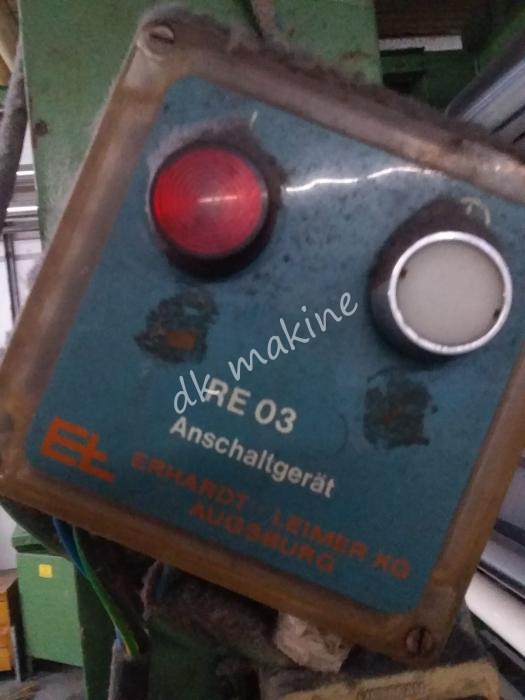 dk makine
RE 03
Anschaltgerät
EL
ERHARDT - LEIMER KG
AUGSBURG